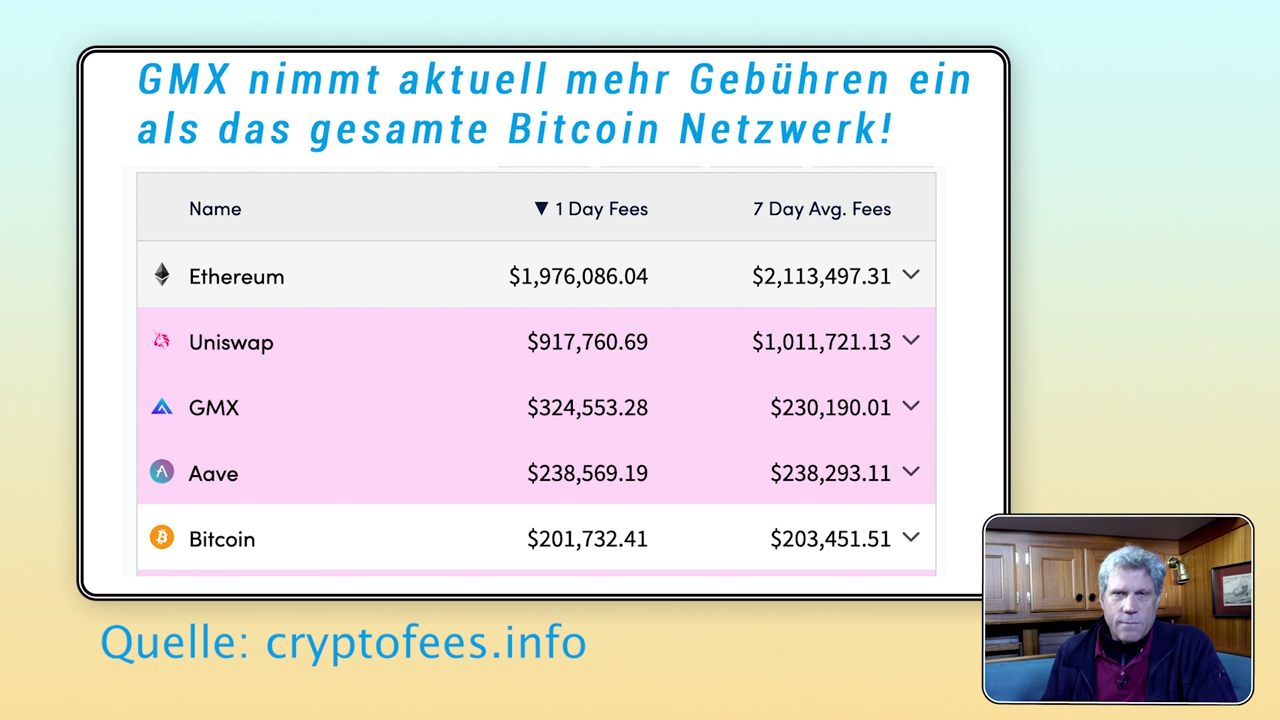 GMX nimmt aktuell mehr Gebühren ein
als das gesamte Bitcoin Netzwerk!
Name ▼ 1 Day Fees 7 Day Avg. Fees
Ethereum $1,976,086.04 $2,113,497.31
Uniswap $917,760.69 $1,011,721.13
GMX $324,553.28 $230,190.01
Aave $238,569.19 $238,293.11
Bitcoin $201,732.41 $203,451.51
Quelle: cryptofees.info